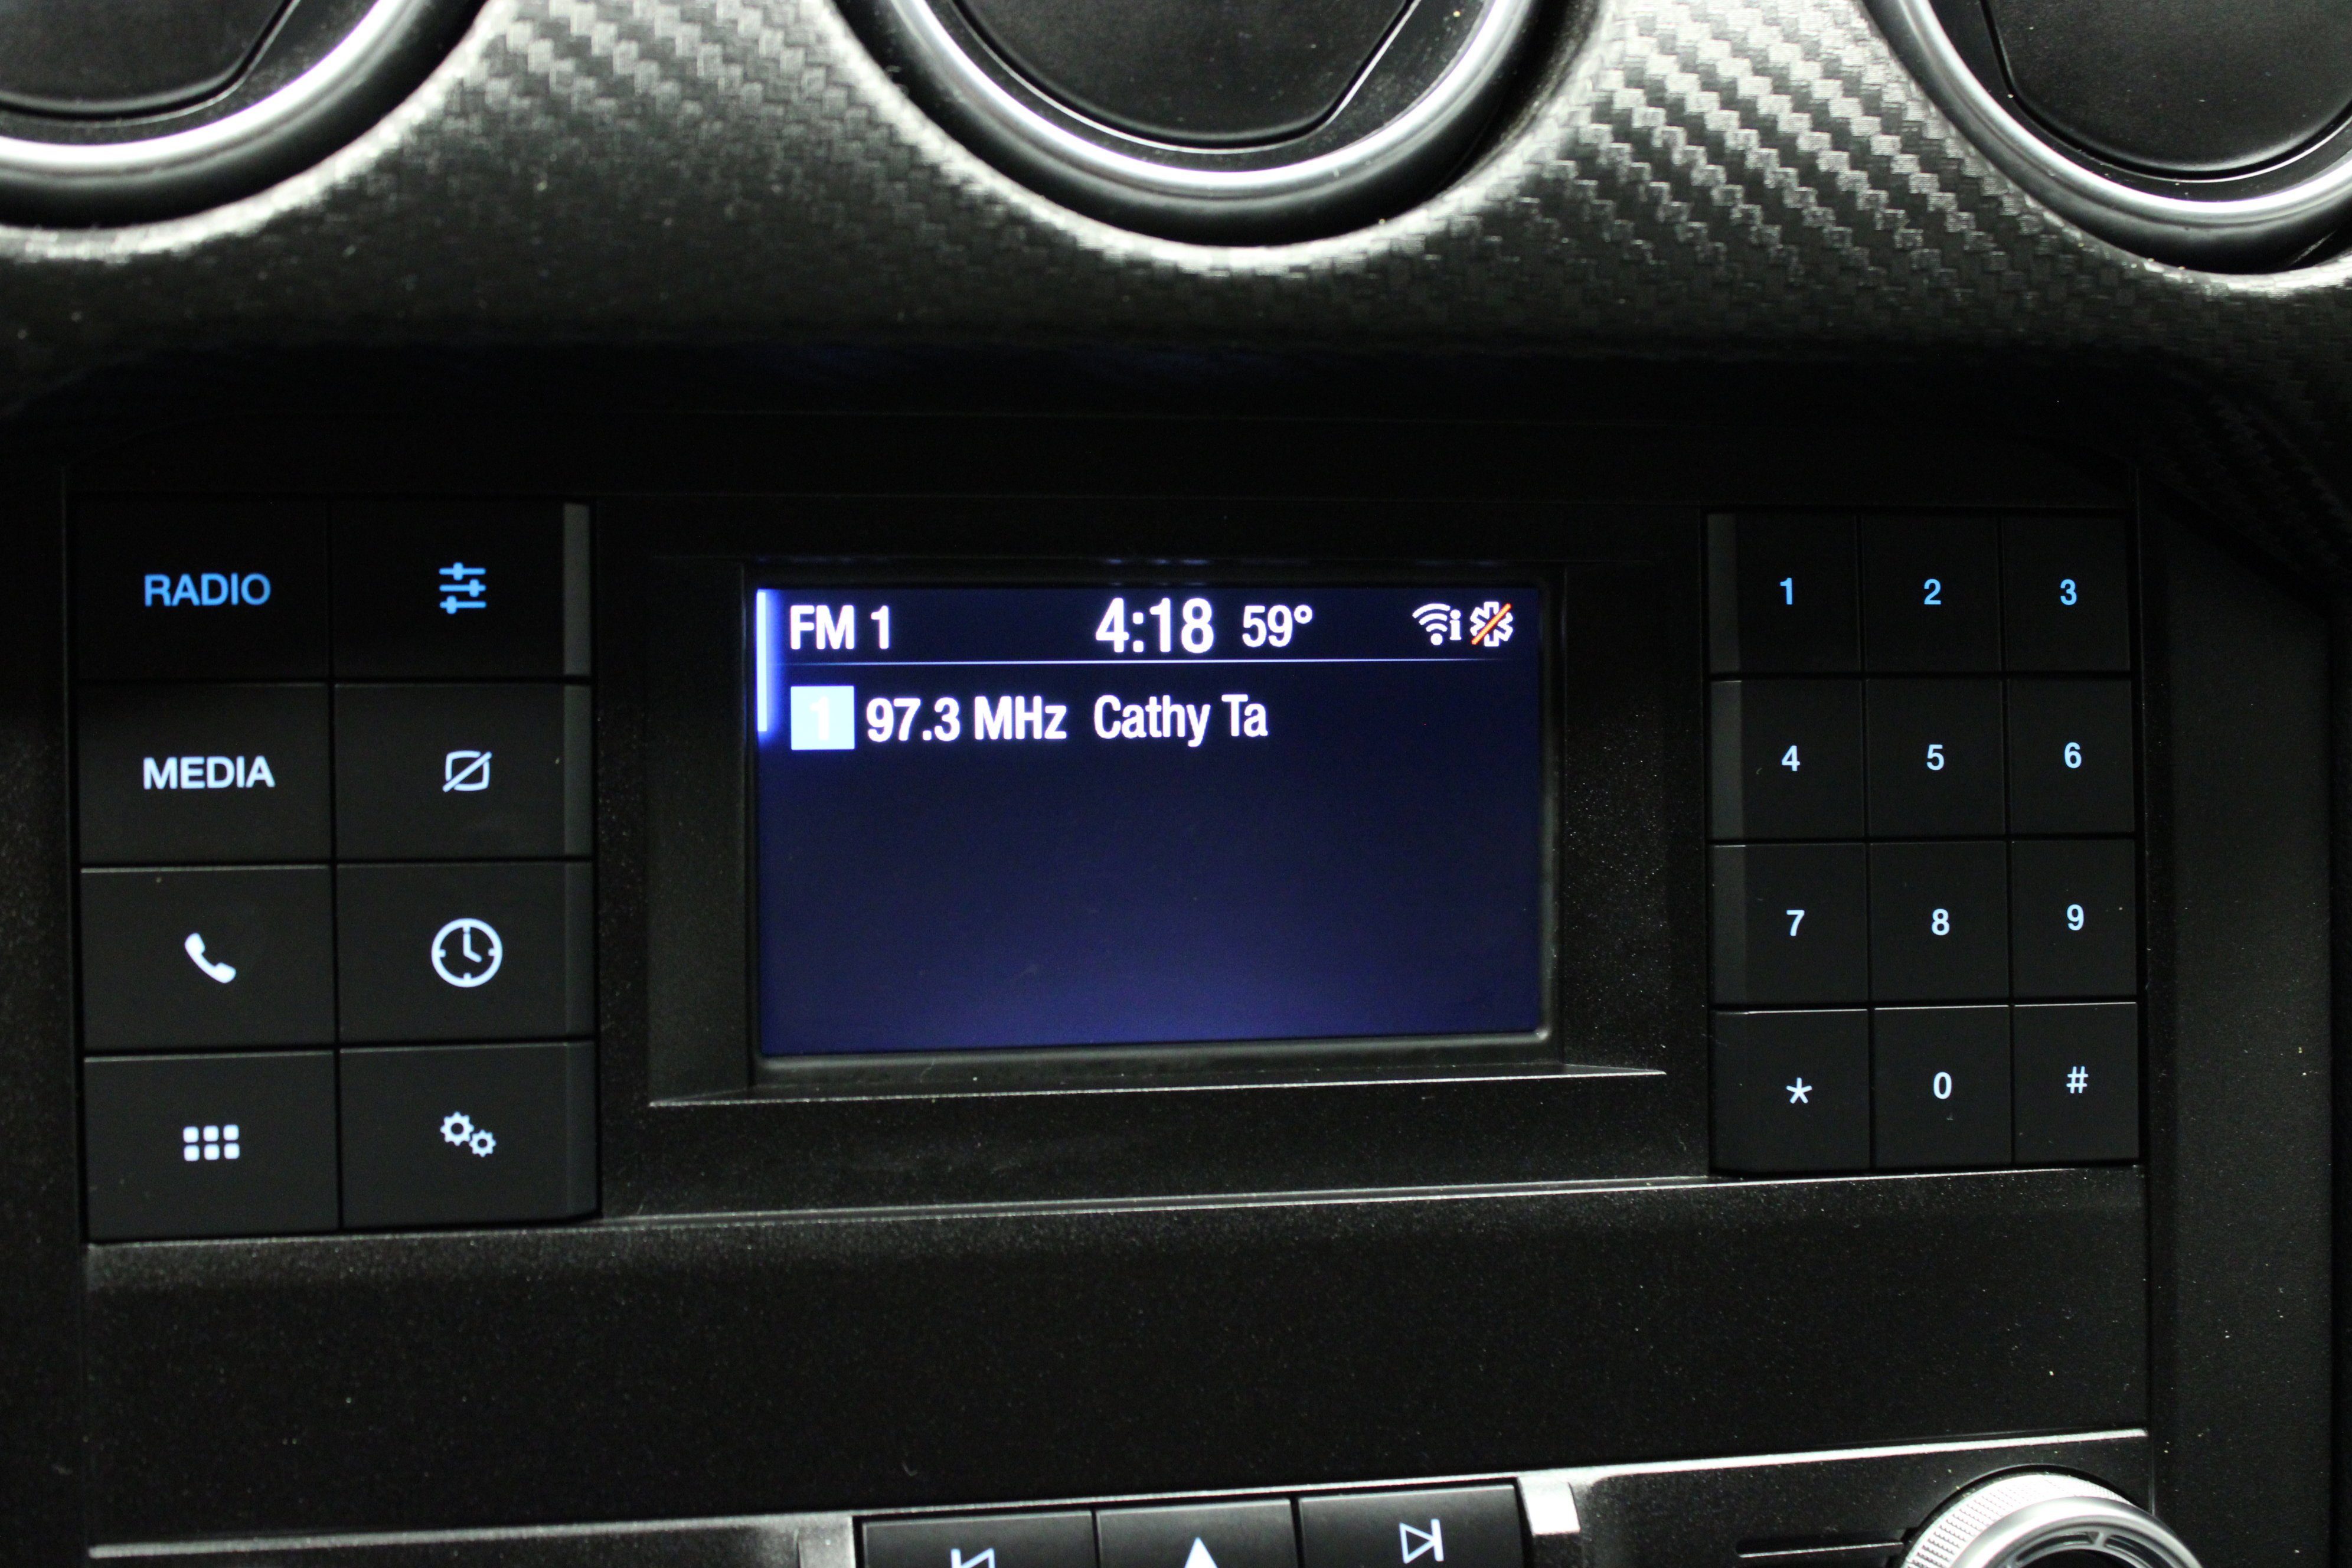 RADIO
MEDIA
FM 1 4:18 59°
1 97.3 MHz Cathy Ta
1 2 3
4 5 6
7 8 9
* 0 #